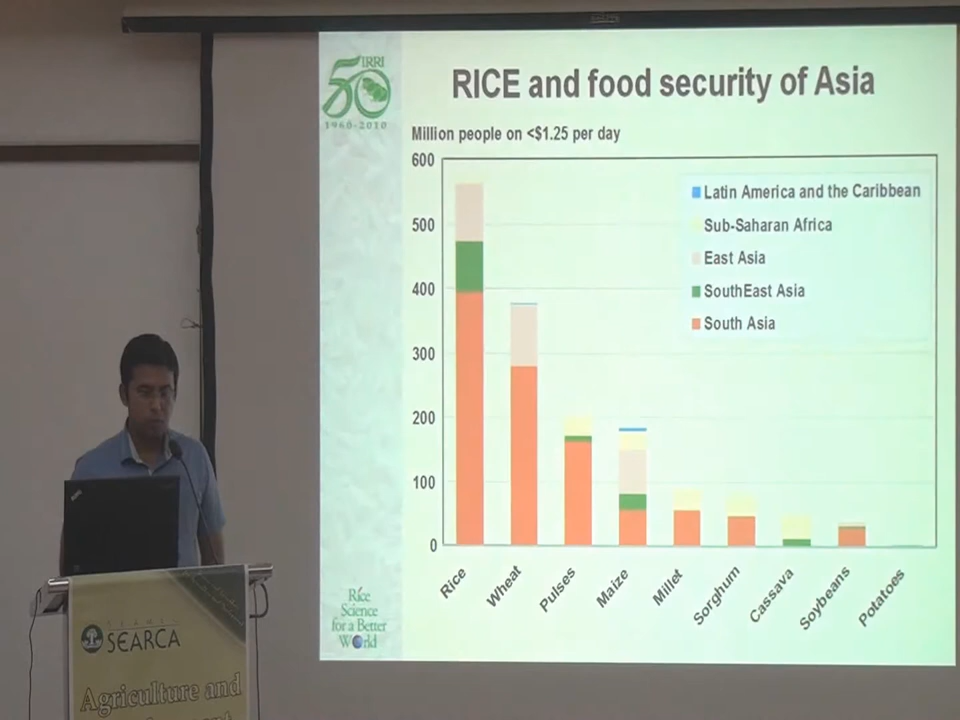 50 IRRI
1960-2010
RICE and food security of Asia
Million people on <$1.25 per day
600
500
400
300
200
100
0
Latin America and the Caribbean
Sub-Saharan Africa
East Asia
SouthEast Asia
South Asia
Rice
Wheat
Pulses
Maize
Millet
Sorghum
Cassava
Soybeans
Potatoes
Rice
Science
for a Better
World
SEARCA
Agriculture and